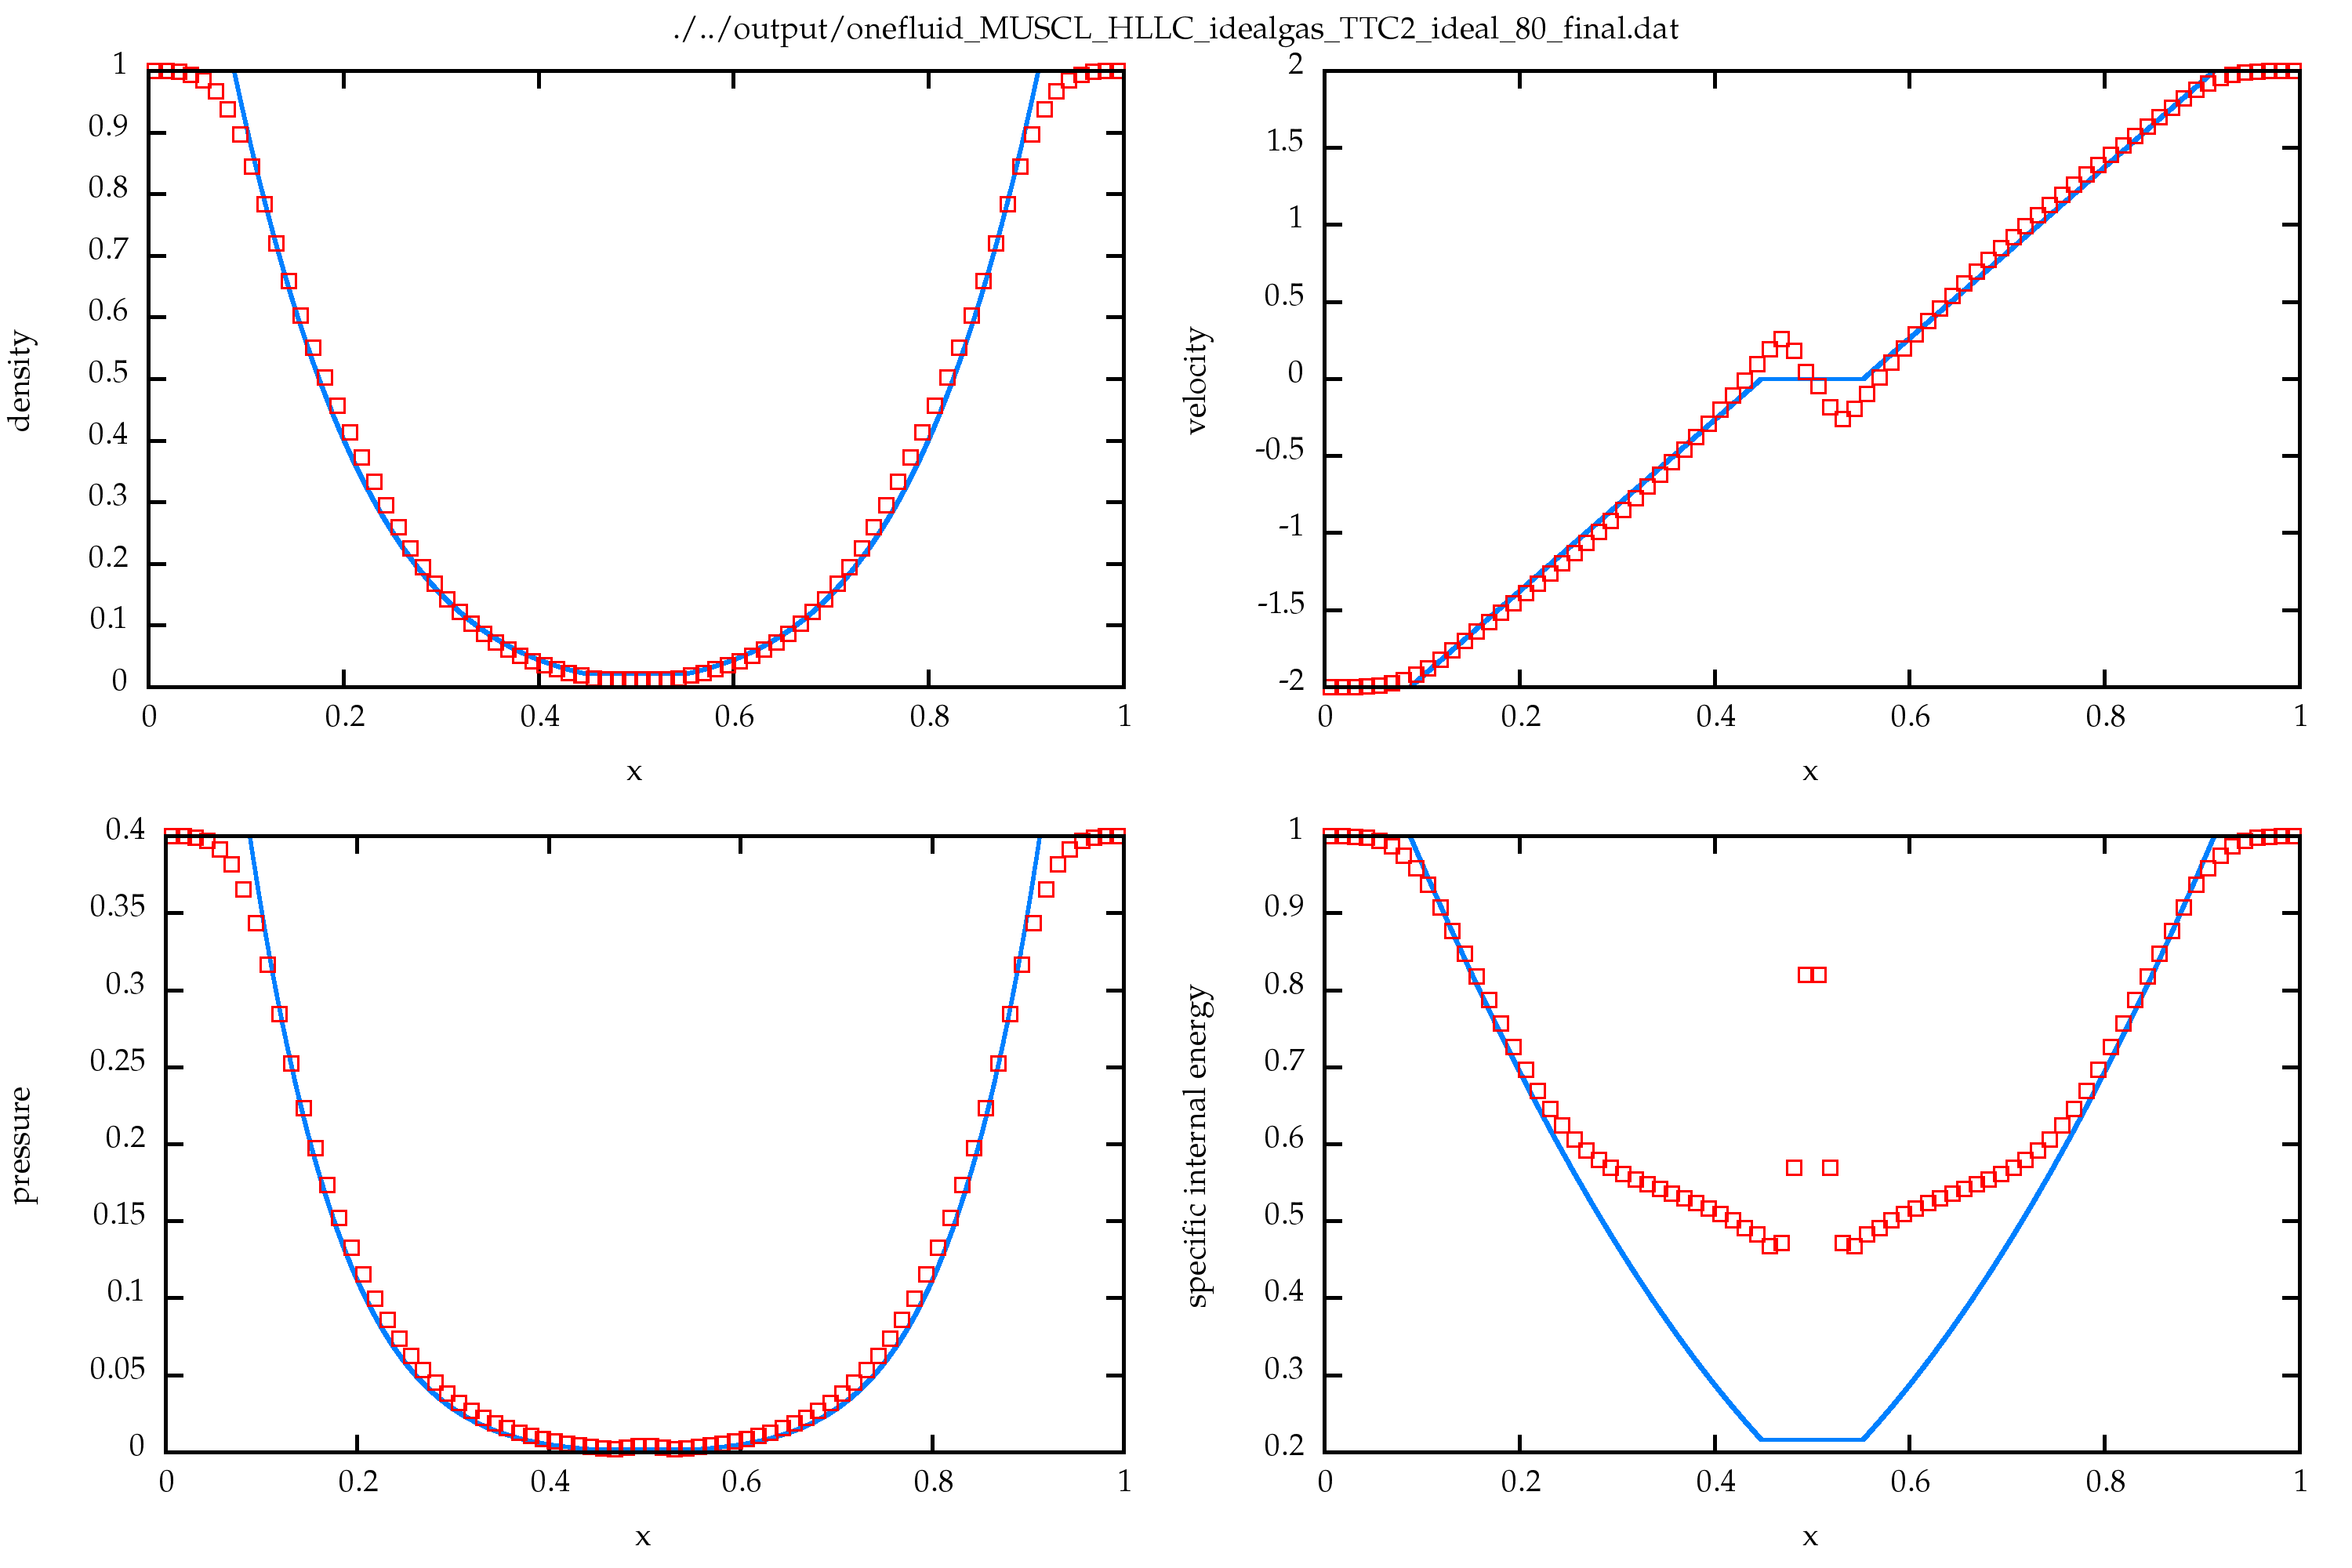 ./../output/onefluid_MUSCL_HLLC_idealgas_TTC2_ideal_80_final.dat
1
0.9
0.8
0.7
0.6
0.5
0.4
0.3
0.2
0.1
0
density
0 0.2 0.4 0.6 0.8 1
x
2
1.5
1
0.5
0
-0.5
-1
-1.5
-2
velocity
0 0.2 0.4 0.6 0.8 1
x
0.4
0.35
0.3
0.25
0.2
0.15
0.1
0.05
0
pressure
0 0.2 0.4 0.6 0.8 1
x
1
0.9
0.8
0.7
0.6
0.5
0.4
0.3
0.2
specific internal energy
0 0.2 0.4 0.6 0.8 1
x